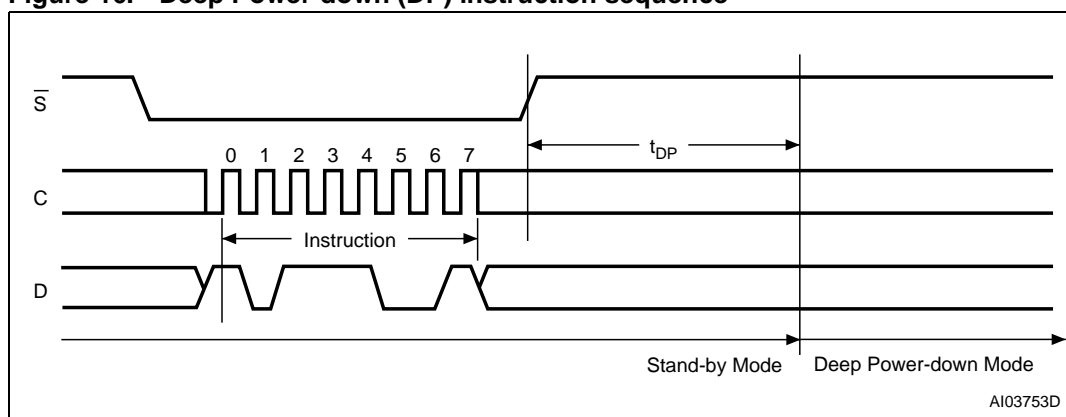 Figure Deep Power-down (DP) instruction sequence
S
0 1 2 3 4 5 6 7
tDP
C
Instruction
D
Stand-by Mode Deep Power-down Mode
AI03753D